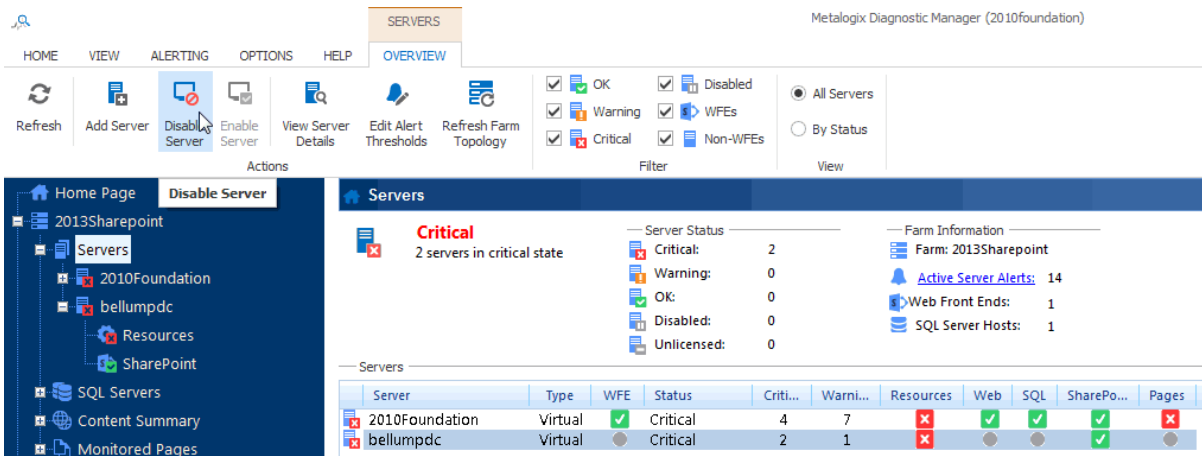 SERVERS
Metalogix Diagnostic Manager (2010foundation)
HOME VIEW ALERTING OPTIONS HELP OVERVIEW
Refresh
Add Server
Disable Server
Enable Server
View Server Details
Edit Alert Thresholds
Refresh Farm Topology
Actions
OK
Disabled
Warning
WFEs
Critical
Non-WFEs
Filter
All Servers
By Status
View
Disable Server
Home Page
2013Sharepoint
Servers
2010Foundation
bellumpdc
Resources
SharePoint
SQL Servers
Content Summary
Monitored Pages
Servers
Critical
2 servers in critical state
Server Status
Critical: 2
Warning: 0
OK: 0
Disabled: 0
Unlicensed: 0
Farm Information
Farm: 2013Sharepoint
Active Server Alerts: 14
Web Front Ends: 1
SQL Server Hosts: 1
Servers
Server Type WFE Status Criti... Warni... Resources Web SQL SharePo... Pages
2010Foundation Virtual Critical 4 7
bellumpdc Virtual Critical 2 1